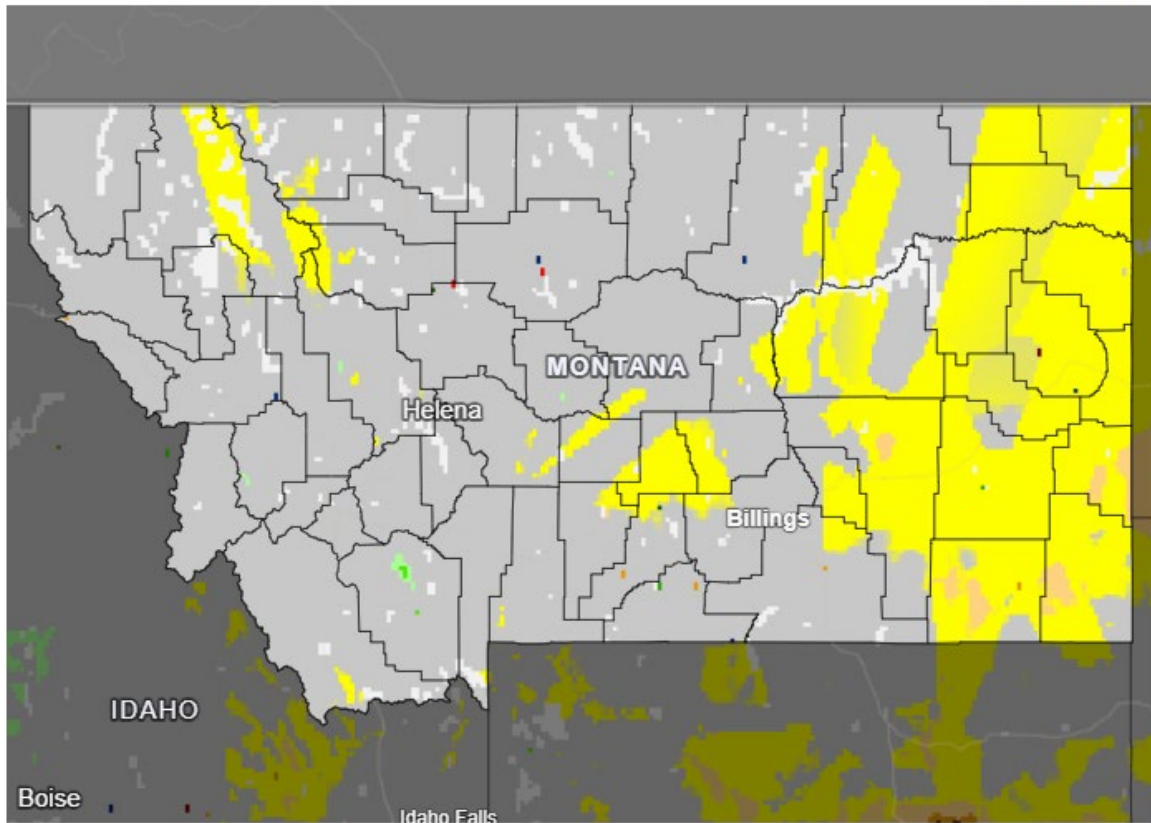 MONTANA
Helena
Billings
IDAHO
Boise
Idaho Falls